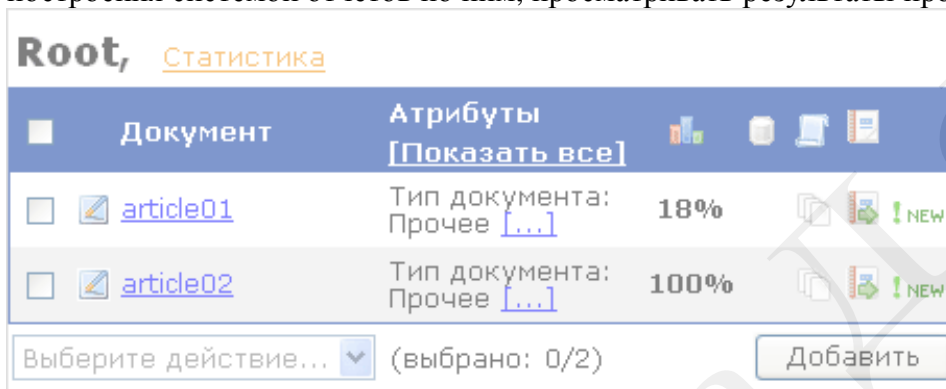 Root, Статистика
Документ
Атрибуты
[Показать все]
article01
Тип документа:
Прочее [...]
18%
! NEW
article02
Тип документа:
Прочее [...]
100%
! NEW
Выберите действие... (выбрано: 0/2) Добавить